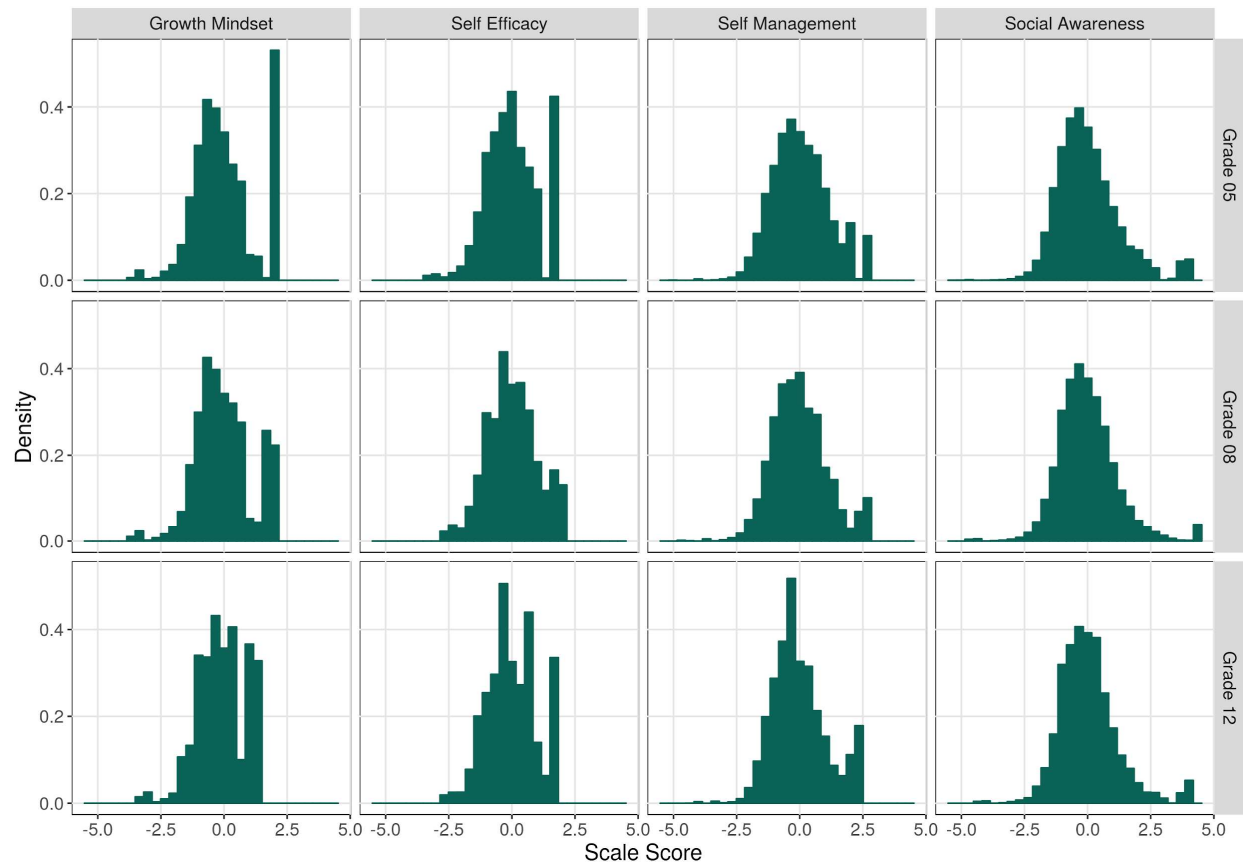 Growth Mindset
Self Efficacy
Self Management
Social Awareness
0.4
0.2
0.0
Grade 05
0.4
0.2
0.0
Grade 08
0.4
0.2
0.0
Grade 12
Density
-5.0 -2.5 0.0 2.5 5.0
-5.0 -2.5 0.0 2.5 5.0
-5.0 -2.5 0.0 2.5 5.0
-5.0 -2.5 0.0 2.5 5.0
Scale Score